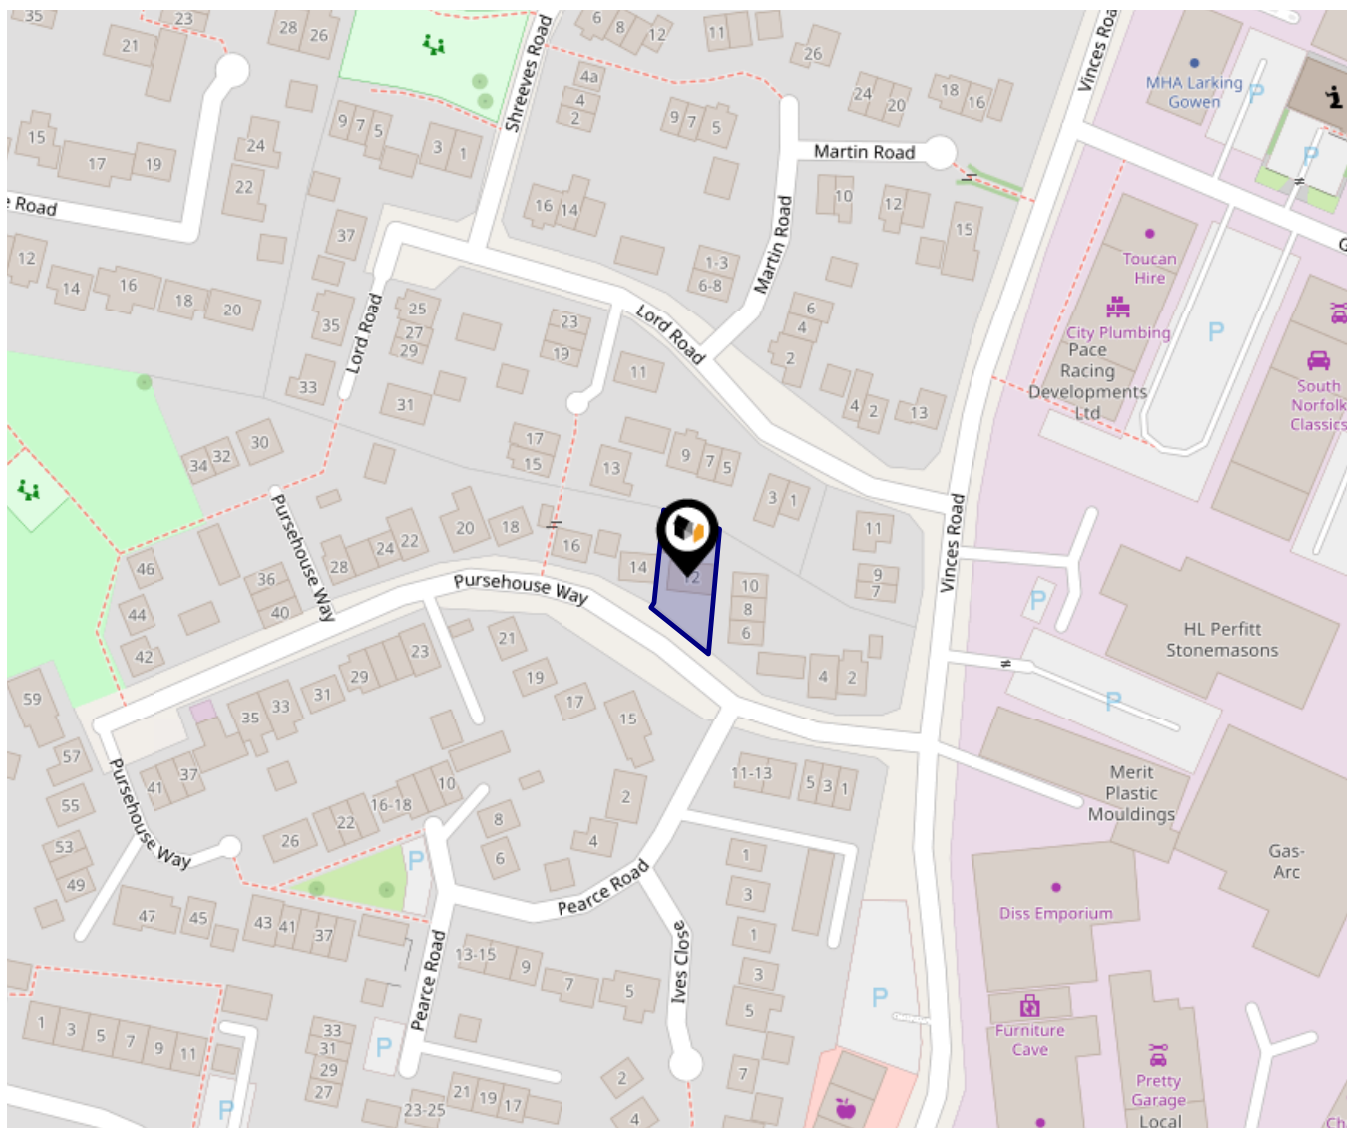 35
23
28
26
6
8
12
11
21
4a
4
2
26
24
20
18
16
Vinces Roa
MHA Larking
Gowen
P
Shreeves Road
15
17
19
24
22
9
7
5
3
1
9
7
5
Martin Road
P
e Road
37
16
14
10
12
15
Martin Road
Toucan
Hire
G
12
14
16
18
20
1-3
6-8
City Plumbing
P
35
25
27
29
23
19
Lord Road
6
4
2
Pace
Racing
Developments
Ltd
South
Norfolk
Classics
Lord Road
33
31
11
4
2
13
34
32
30
17
15
13
9
7
5
3
1
11
Vinces Road
Pursehouse Way
20
18
16
14
12
46
28
24
22
36
40
44
42
Pursehouse Way
10
8
6
9
7
P
HL Perfitt
Stonemasons
59
23
29
31
33
35
21
19
17
15
4
2
P
57
37
41
55
Pursehouse Way
53
49
10
16-18
22
26
8
6
2
4
11-13
5
3
1
Merit
Plastic
Mouldings
Gas-
Arc
P
47
45
43
41
37
Pearce Road
1
3
1
3
5
7
Diss Emporium
Pearce Road
13-15
9
7
5
Ives Close
P
Furniture
Cave
1
3
5
7
9
11
33
31
29
27
P
P
21
19
17
23-25
2
4
Pretty
Garage
Local
Ch